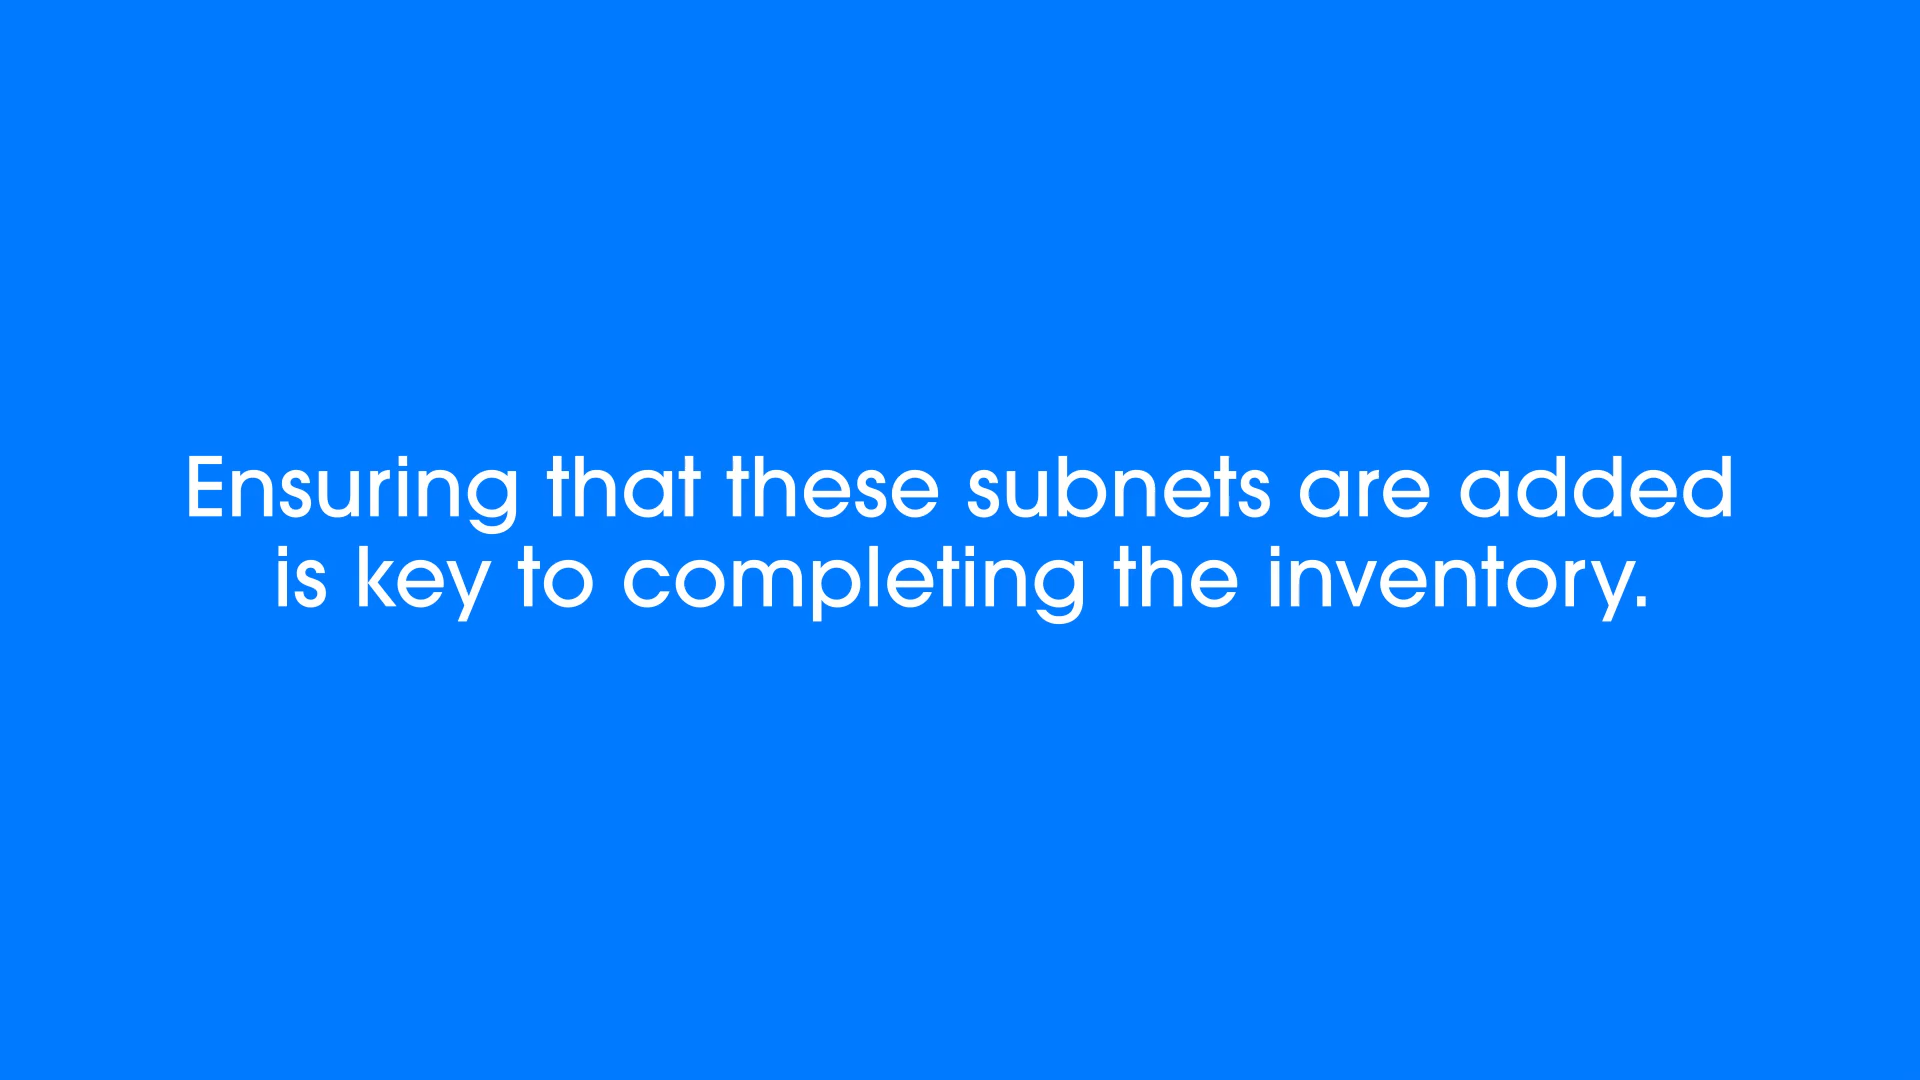 Ensuring that these subnets are added
is key to completing the inventory.